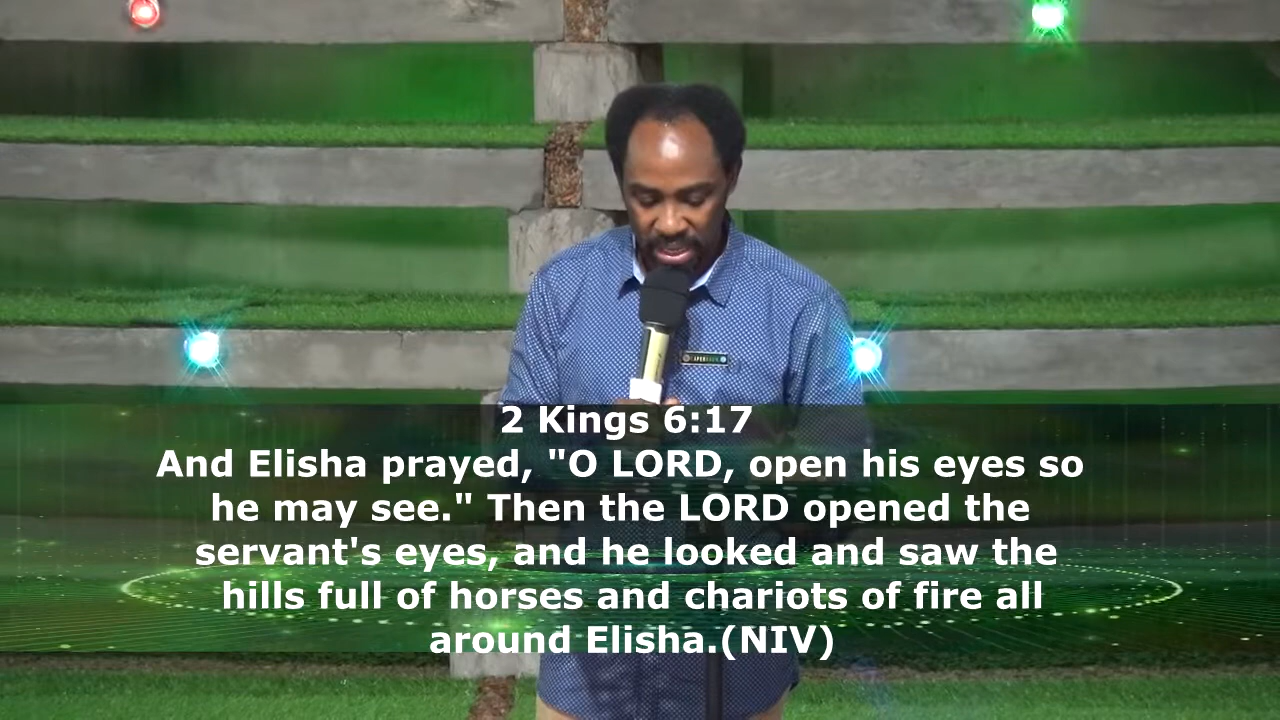 2 Kings 6:17
And Elisha prayed, "O LORD, open his eyes so
he may see." Then the LORD opened the
servant's eyes, and he looked and saw the
hills full of horses and chariots of fire all
around Elisha.(NIV)